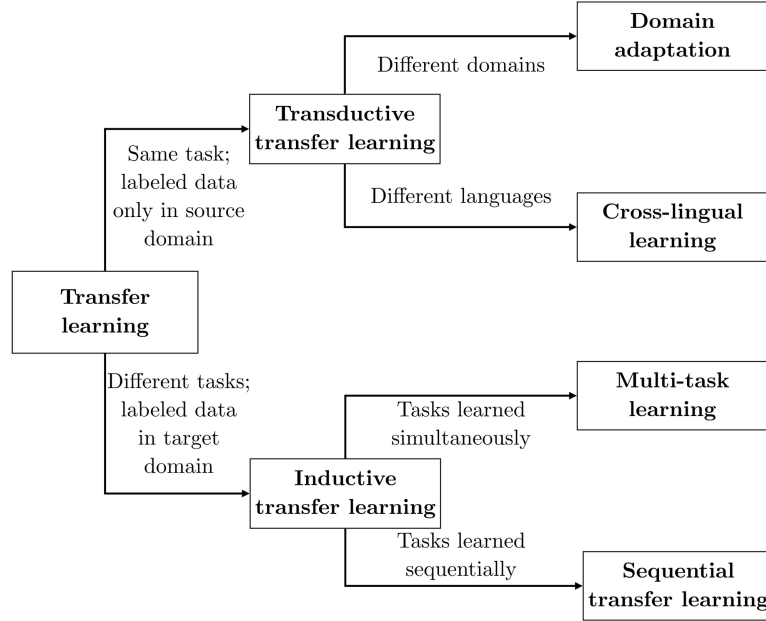 Domain
adaptation
Different domains
Transductive
transfer learning
Same task;
labeled data
only in source
domain
Different languages
Cross-lingual
learning
Transfer
learning
Different tasks;
labeled data
in target
domain
Multi-task
learning
Tasks learned
simultaneously
Inductive
transfer learning
Tasks learned
sequentially
Sequential
transfer learning